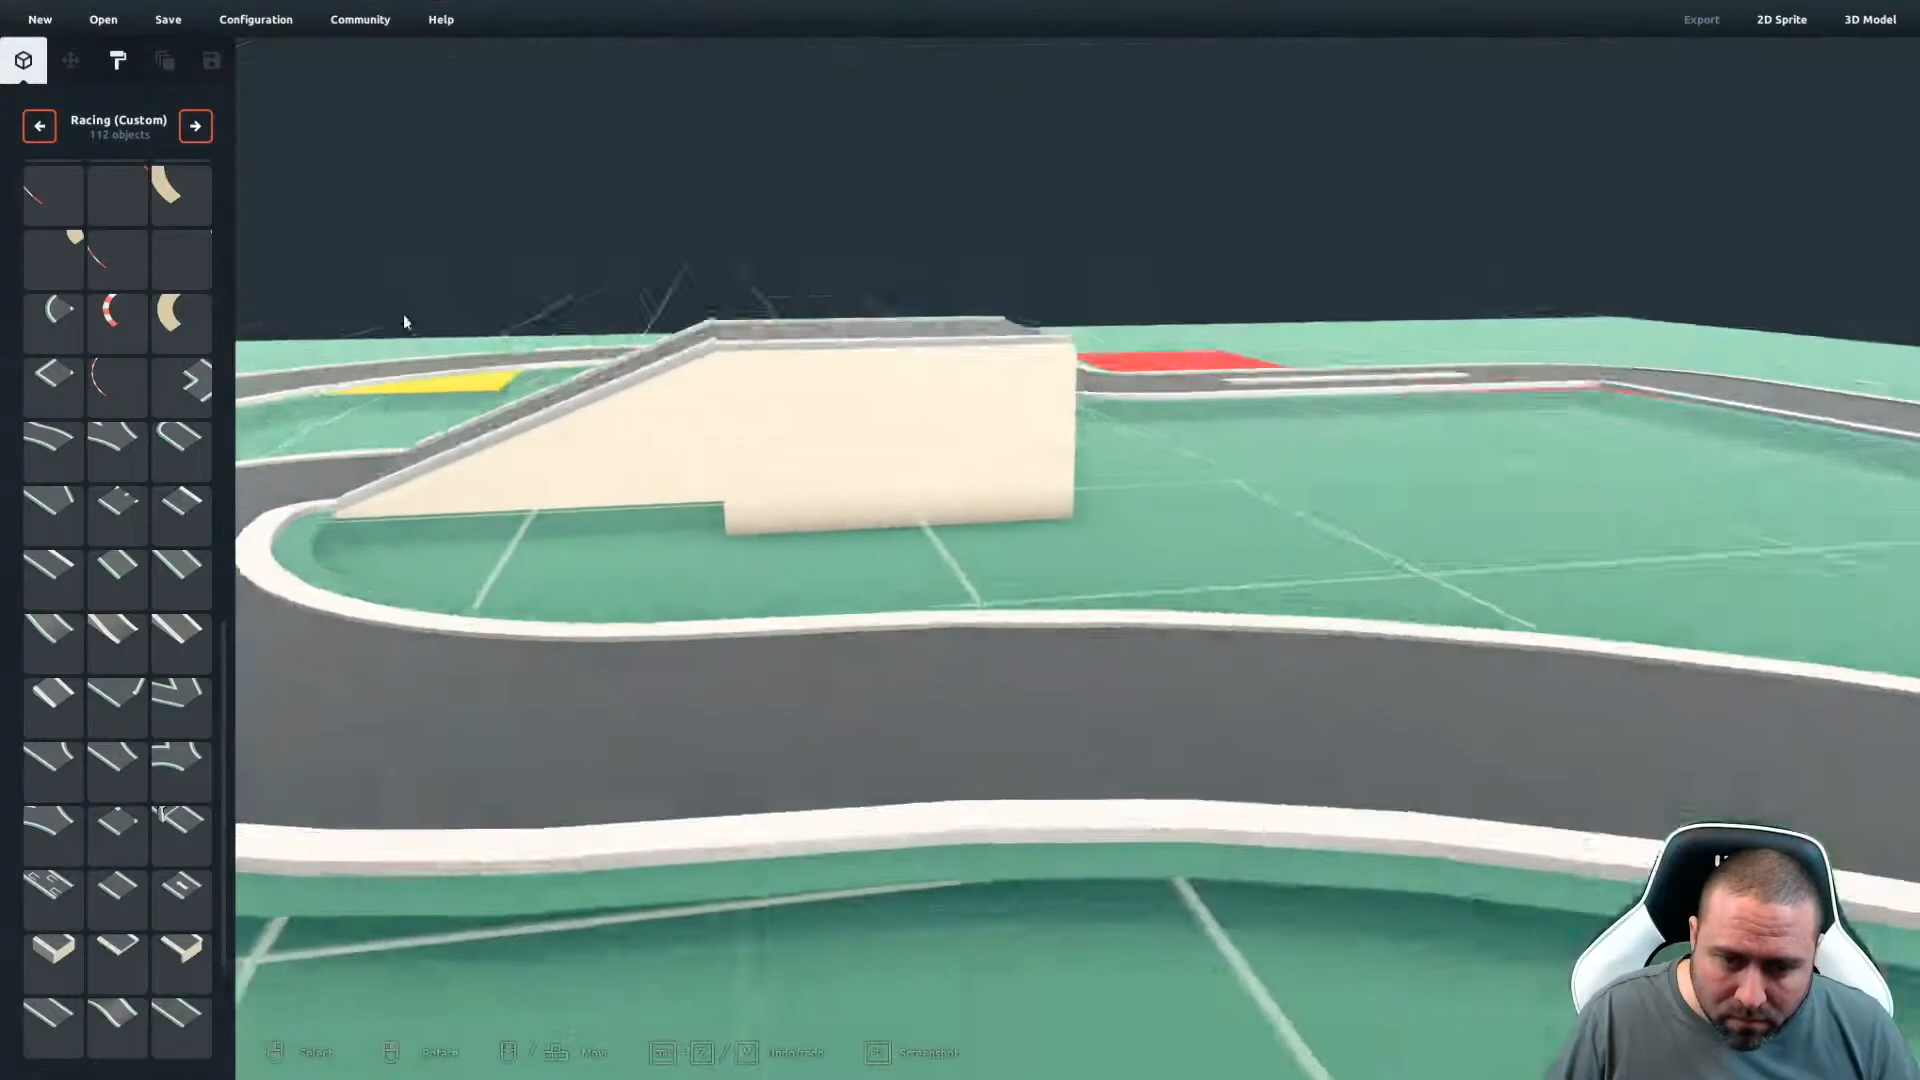 New Open Save Configuration Community Help Export 2D Sprite 3D Model
Racing (Custom)
112 objects
Select Rotate / Move / Undo/redo Screenshot